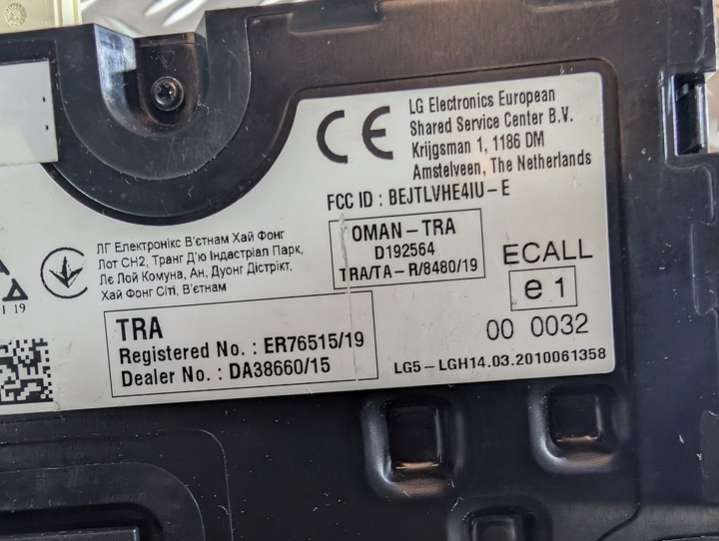 CE
LG Electronics European
Shared Service Center B.V.
Krijgsman 1, 1186 DM
Amstelveen, The Netherlands
FCC ID : BEJTLVHE4IU-E
ЛГ Електронікс В'єтнам Хай Фонг
Лот CH2, Транг Д'ю Індастріал Парк,
Лє Лой Комуна, Ан, Дуонг Дістрікт,
Хай Фонг Сіті, В'єтнам
OMAN-TRA
D192564
TRA/TA-R/8480/19
ECALL
e 1
00 0032
1 19
TRA
Registered No. : ER76515/19
Dealer No. : DA38660/15
LG5-LGH14.03.2010061358